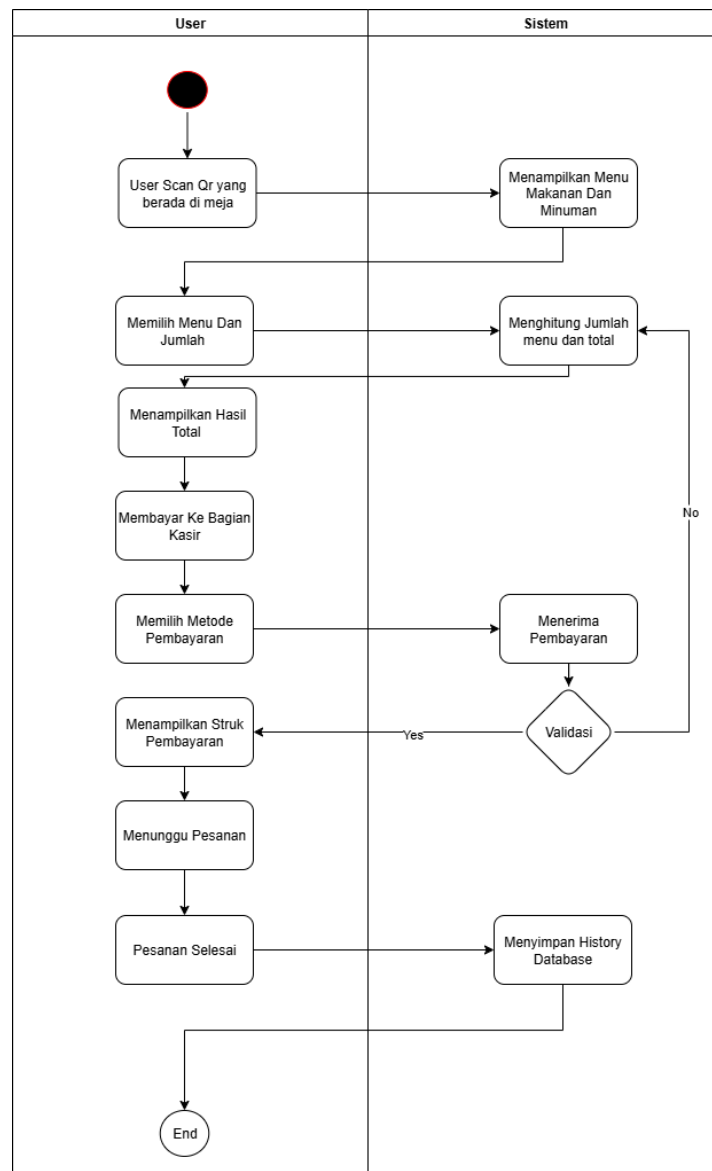 User
Sistem
User Scan Qr yang
berada di meja
Menampilkan Menu
Makanan Dan
Minuman
Memilih Menu Dan
Jumlah
Menghitung Jumlah
menu dan total
Menampilkan Hasil
Total
Membayar Ke Bagian
Kasir
No
Memilih Metode
Pembayaran
Menerima
Pembayaran
Menampilkan Struk
Pembayaran
Yes
Validasi
Menunggu Pesanan
Pesanan Selesai
Menyimpan History
Database
End